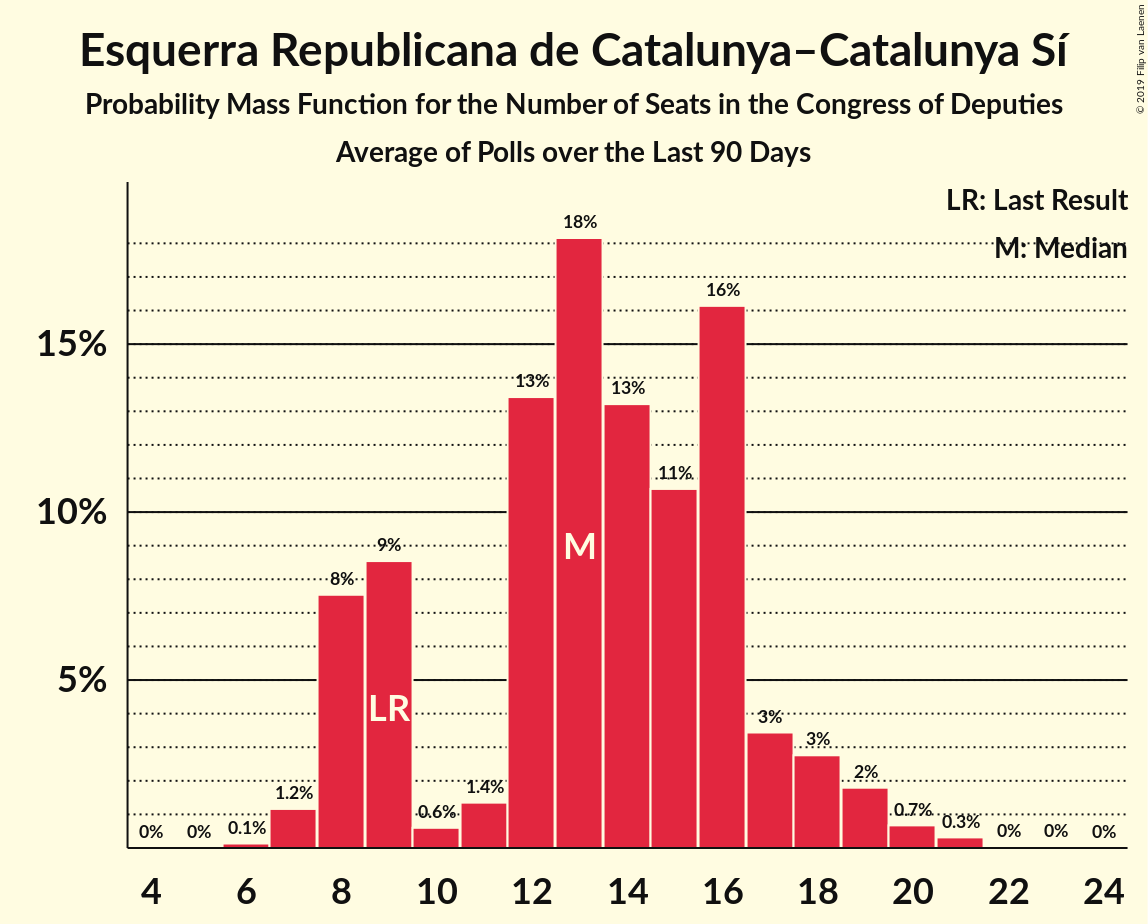 Esquerra Republicana de Catalunya–Catalunya Sí
Probability Mass Function for the Number of Seats in the Congress of Deputies
Average of Polls over the Last 90 Days
© 2019 Filip van Laenen
LR: Last Result
M: Median
18%
16%
15%
13%
13%
11%
10%
M
9%
8%
5%
LR
3%
3%
2%
1.4%
1.2%
0.7%
0.6%
0.3%
0.1%
0%
0%
0%
0%
0%
4 6 8 10 12 14 16 18 20 22 24